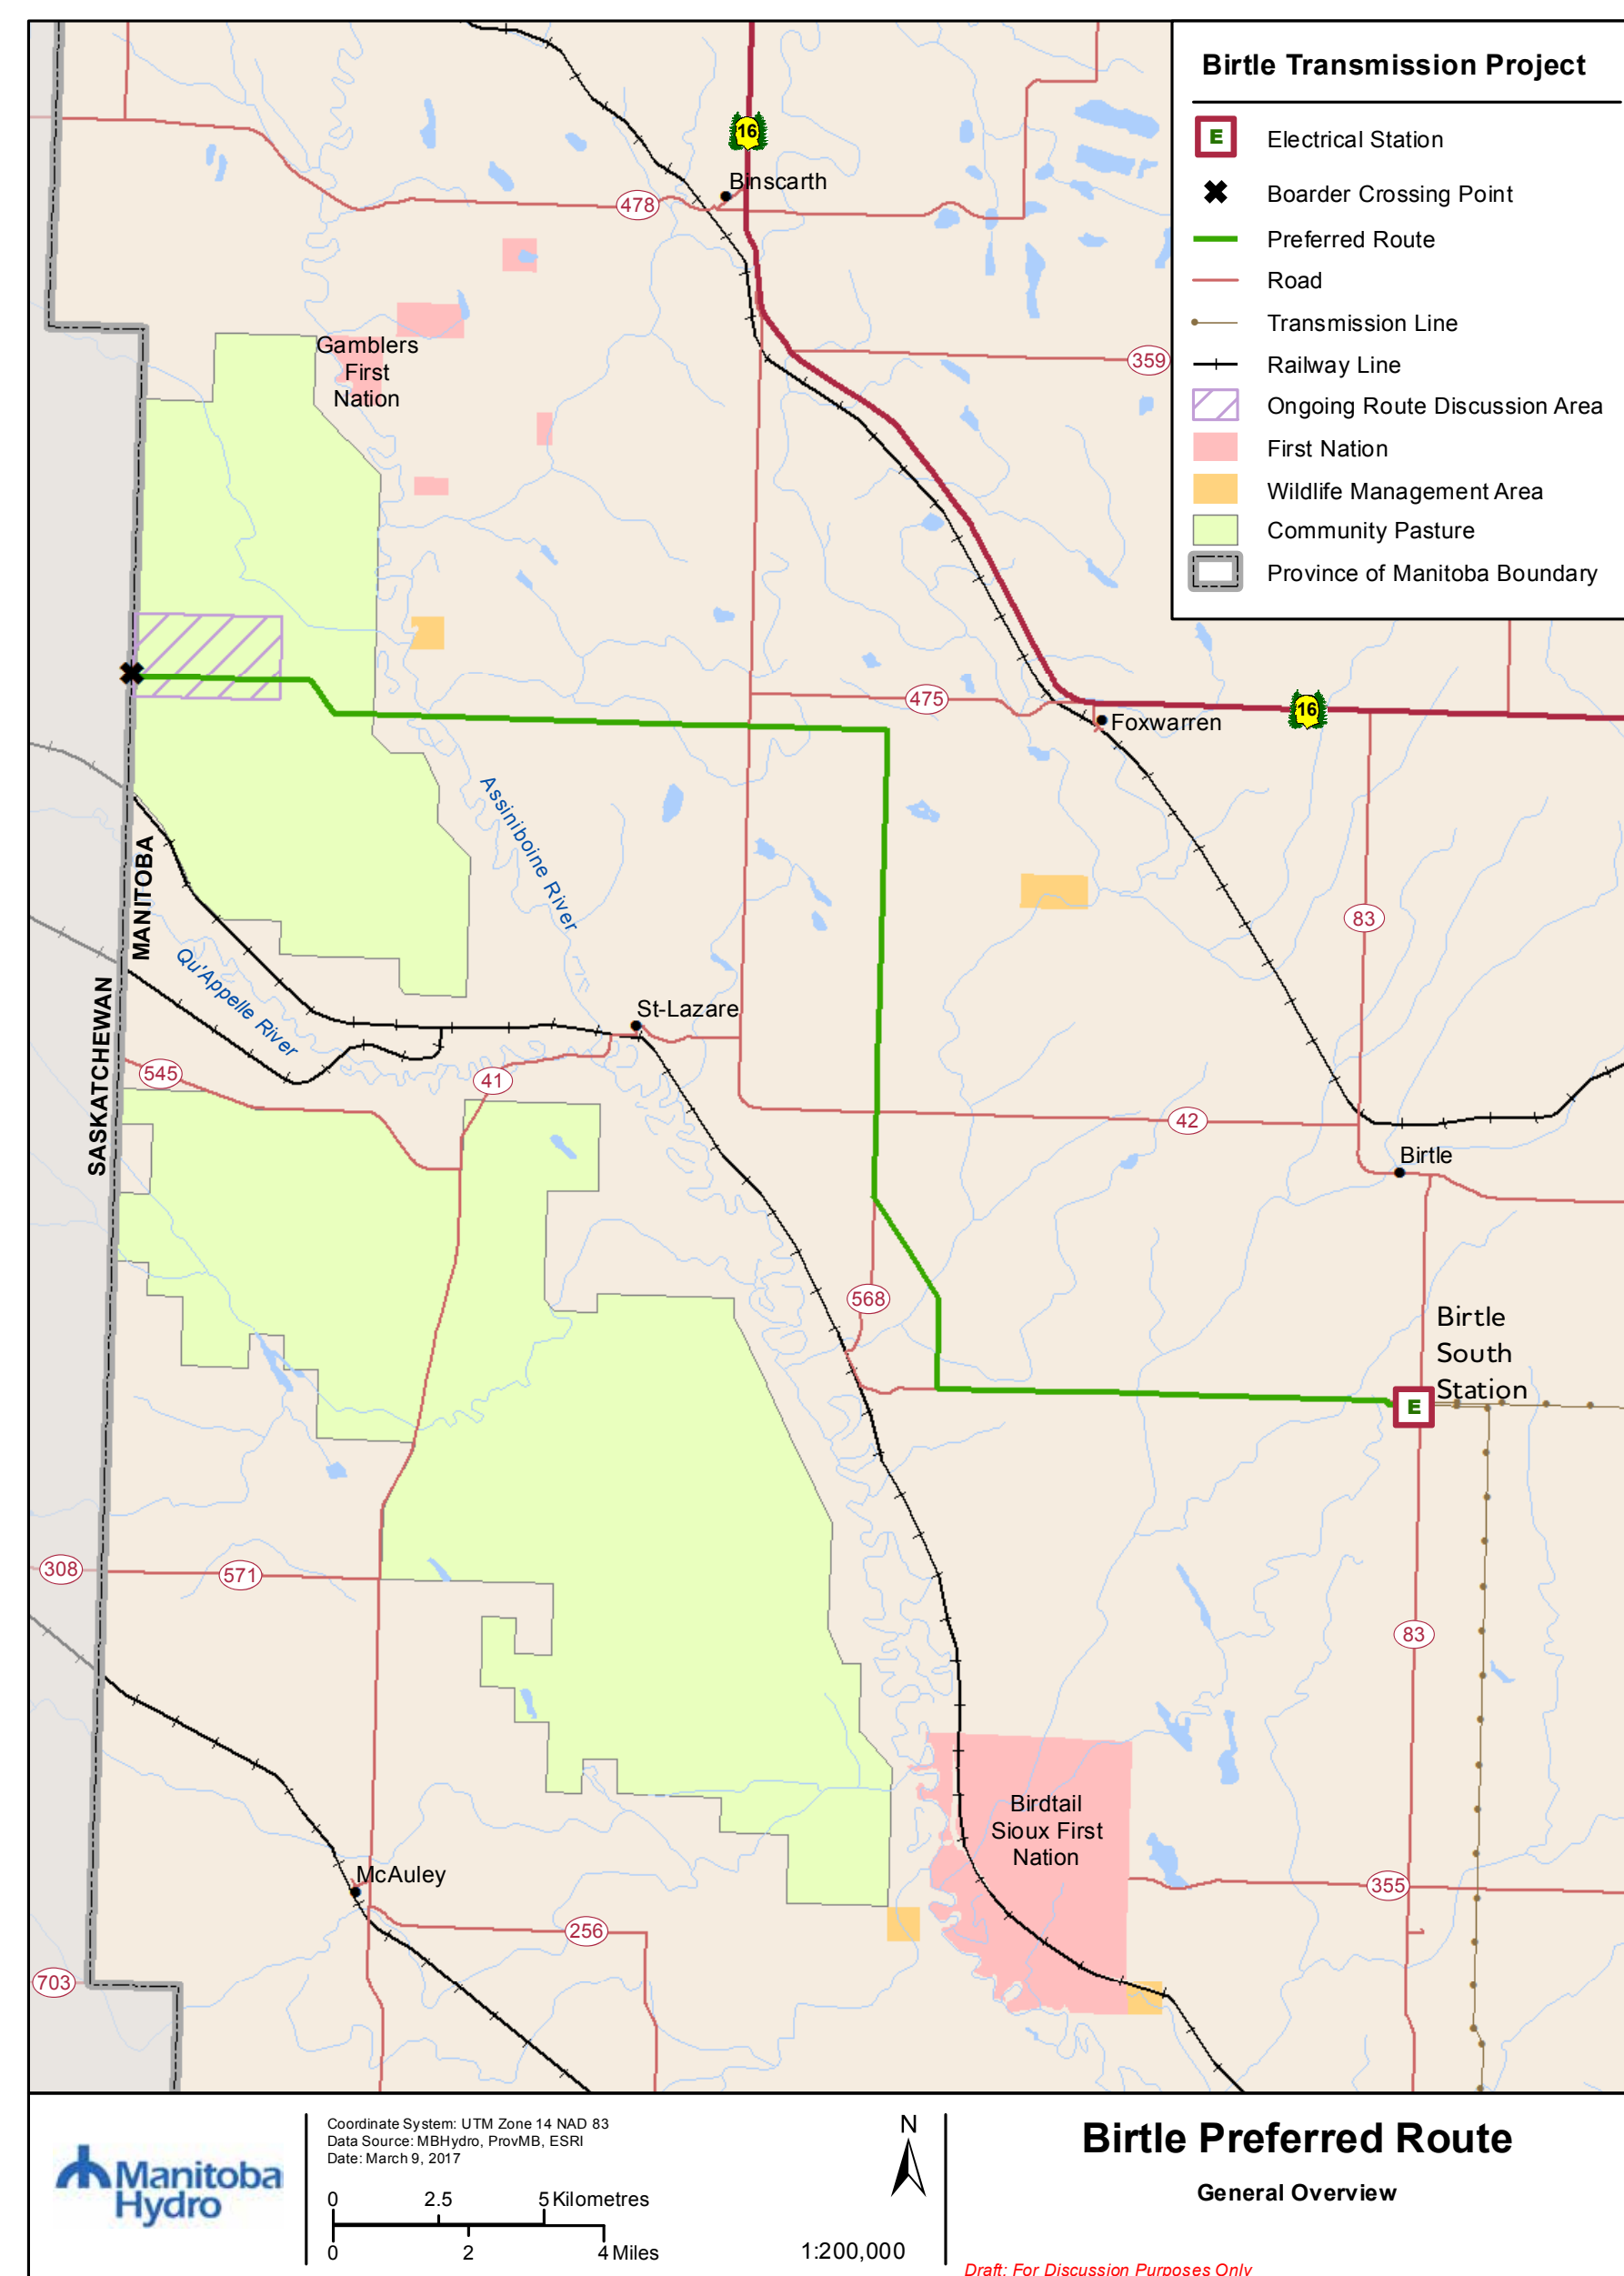 Birtle Transmission Project
E
Electrical Station
Boarder Crossing Point
Preferred Route
Road
Transmission Line
Railway Line
Ongoing Route Discussion Area
First Nation
Wildlife Management Area
Community Pasture
Province of Manitoba Boundary
16
Binscarth
478
Gamblers
First
Nation
359
475
16
Foxwarren
Assiniboine River
83
MANITOBA
SASKATCHEWAN
Qu'Appelle River
St-Lazare
545
41
42
Birtle
568
Birtle
South
Station
E
308
571
83
Birdtail
Sioux First
Nation
McAuley
355
256
703
Manitoba
Hydro
Coordinate System: UTM Zone 14 NAD 83
Data Source: MBHydro, ProvMB, ESRI
Date: March 9, 2017
0 2.5 5 Kilometres
0 2 4 Miles
N
1:200,000
Birtle Preferred Route
General Overview
Draft: For Discussion Purposes Only